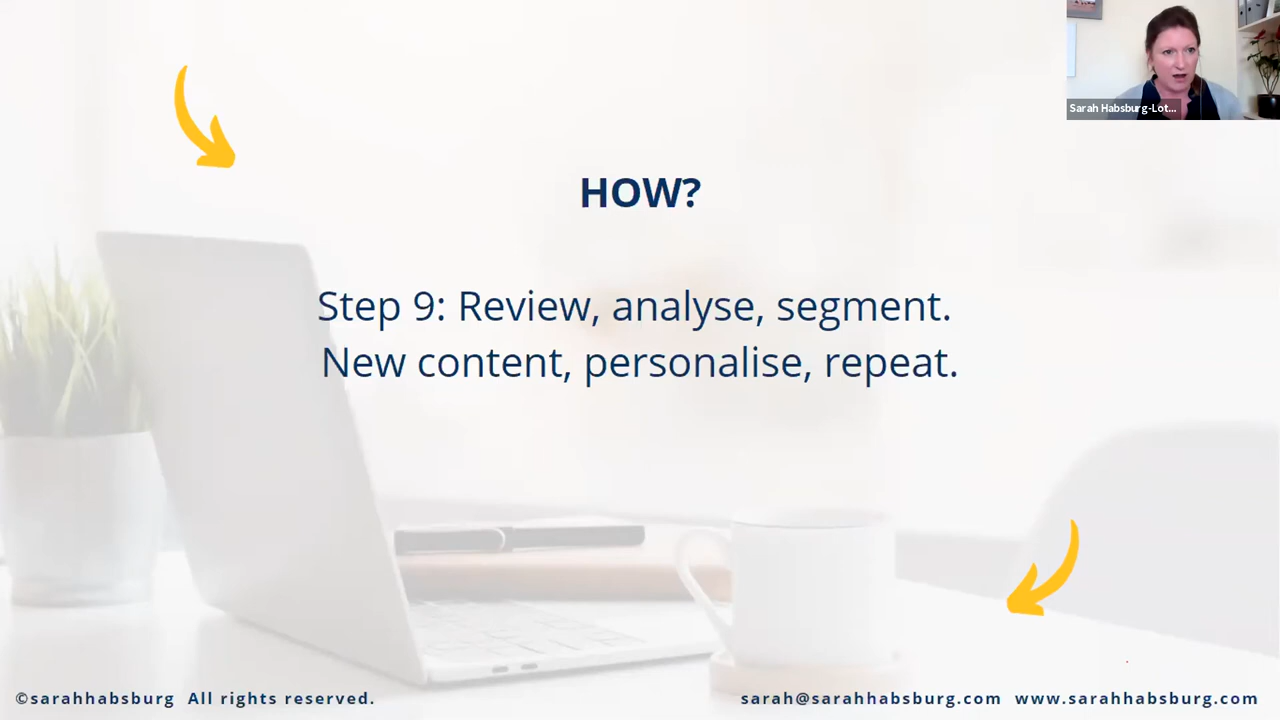 Sarah Habsburg-Lot...
HOW?
Step 9: Review, analyse, segment.
New content, personalise, repeat.
©sarahhabsburg All rights reserved.
sarah@sarahhabsburg.com www.sarahhabsburg.com